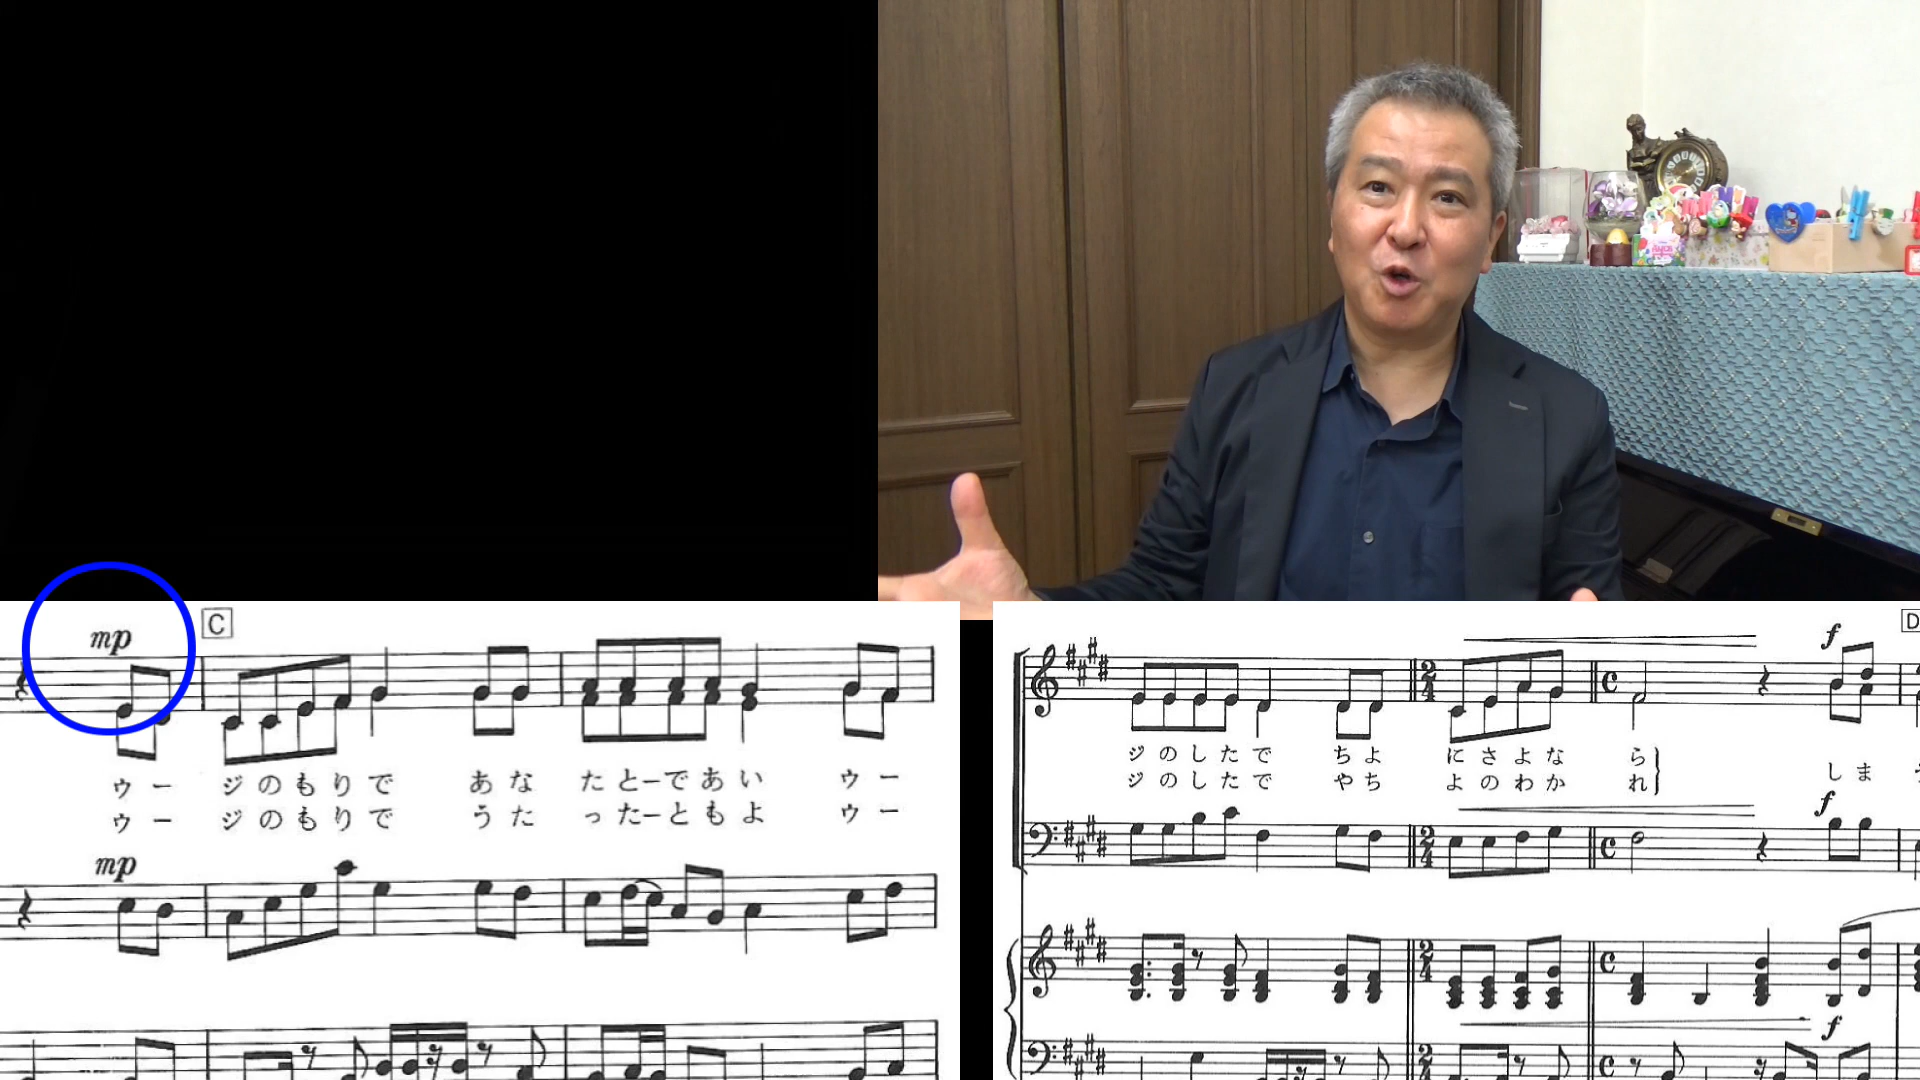 mp
C
ウー ジのもりで あな たとーであい ウー
ウー ジのもりで うた ったーともよ ウー
mp
D
f
ジのしたで ちよ にさよな ら
ジのしたで やち よのわか れ
しま
f
f